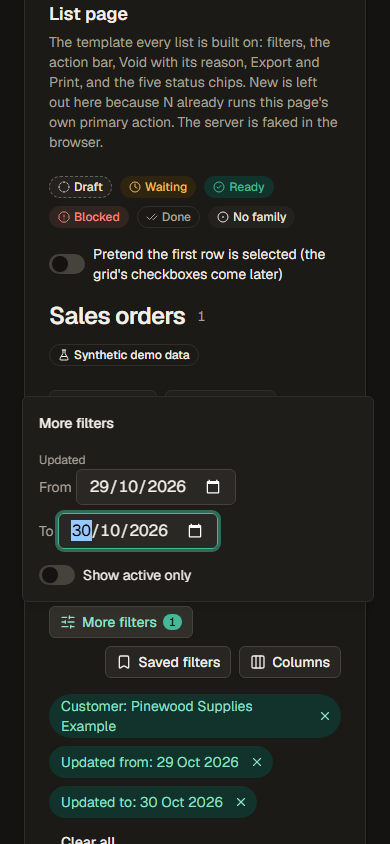 List page
The template every list is built on: filters, the
action bar, Void with its reason, Export and
Print, and the five status chips. New is left
out here because N already runs this page's
own primary action. The server is faked in the
browser.
Draft
Waiting
Ready
Blocked
Done
No family
Pretend the first row is selected (the
grid's checkboxes come later)
Sales orders 1
Synthetic demo data
More filters
Updated
From 29/10/2026
To 30/10/2026
Show active only
More filters 1
Saved filters
Columns
Customer: Pinewood Supplies
Example
Updated from: 29 Oct 2026
Updated to: 30 Oct 2026
Clear all